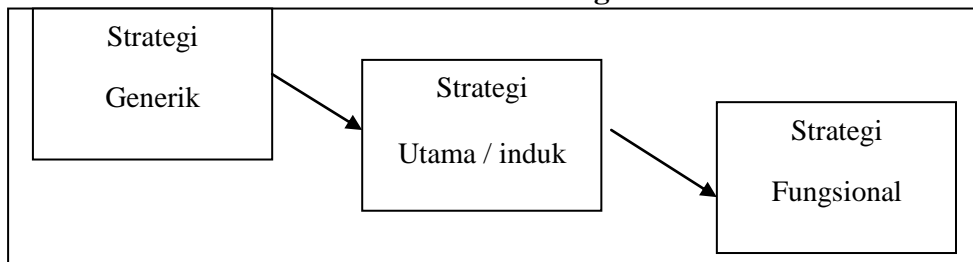 Strategi
Generik
Strategi
Utama / induk
Strategi
Fungsional